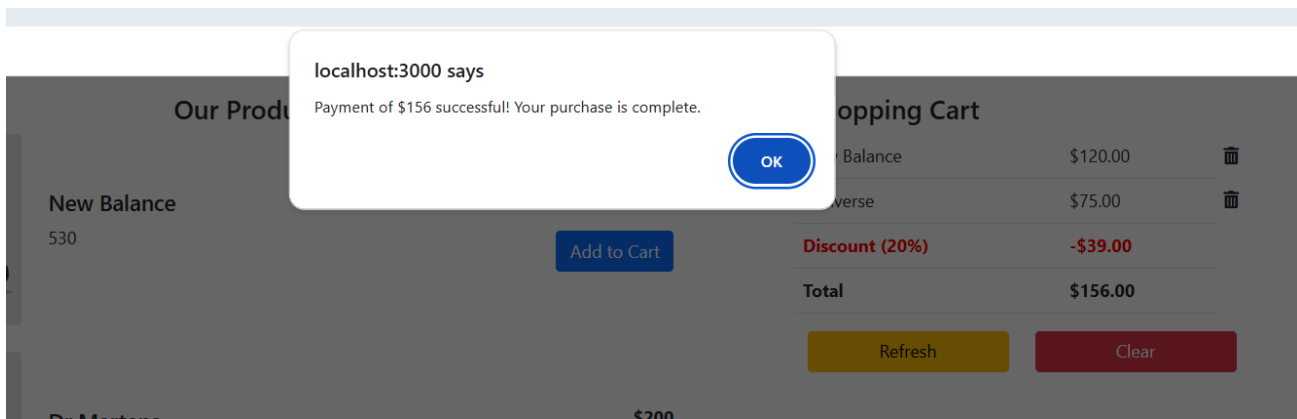 localhost:3000 says
Payment of $156 successful! Your purchase is complete.
OK
Our Produ
New Balance
530
Add to Cart
$200
opping Cart
Balance $120.00
verse $75.00
Discount (20%) -$39.00
Total $156.00
Refresh Clear